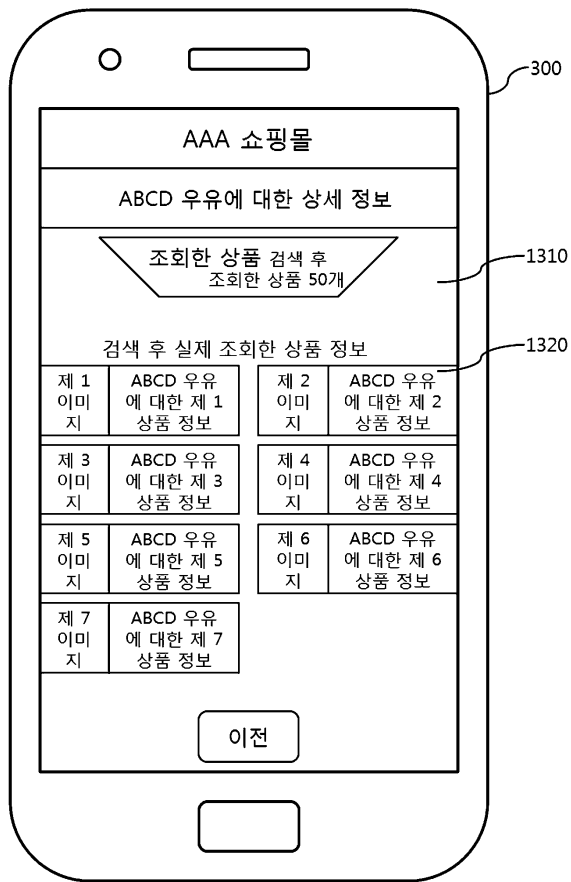 300
AAA 쇼핑몰
ABCD 우유에 대한 상세 정보
조회한 상품 검색 후
조회한 상품 50개
1310
검색 후 실제 조회한 상품 정보
1320
제 1
이미
지
ABCD 우유
에 대한 제 1
상품 정보
제 2
이미
지
ABCD 우유
에 대한 제 2
상품 정보
제 3
이미
지
ABCD 우유
에 대한 제 3
상품 정보
제 4
이미
지
ABCD 우유
에 대한 제 4
상품 정보
제 5
이미
지
ABCD 우유
에 대한 제 5
상품 정보
제 6
이미
지
ABCD 우유
에 대한 제 6
상품 정보
제 7
이미
지
ABCD 우유
에 대한 제 7
상품 정보
이전